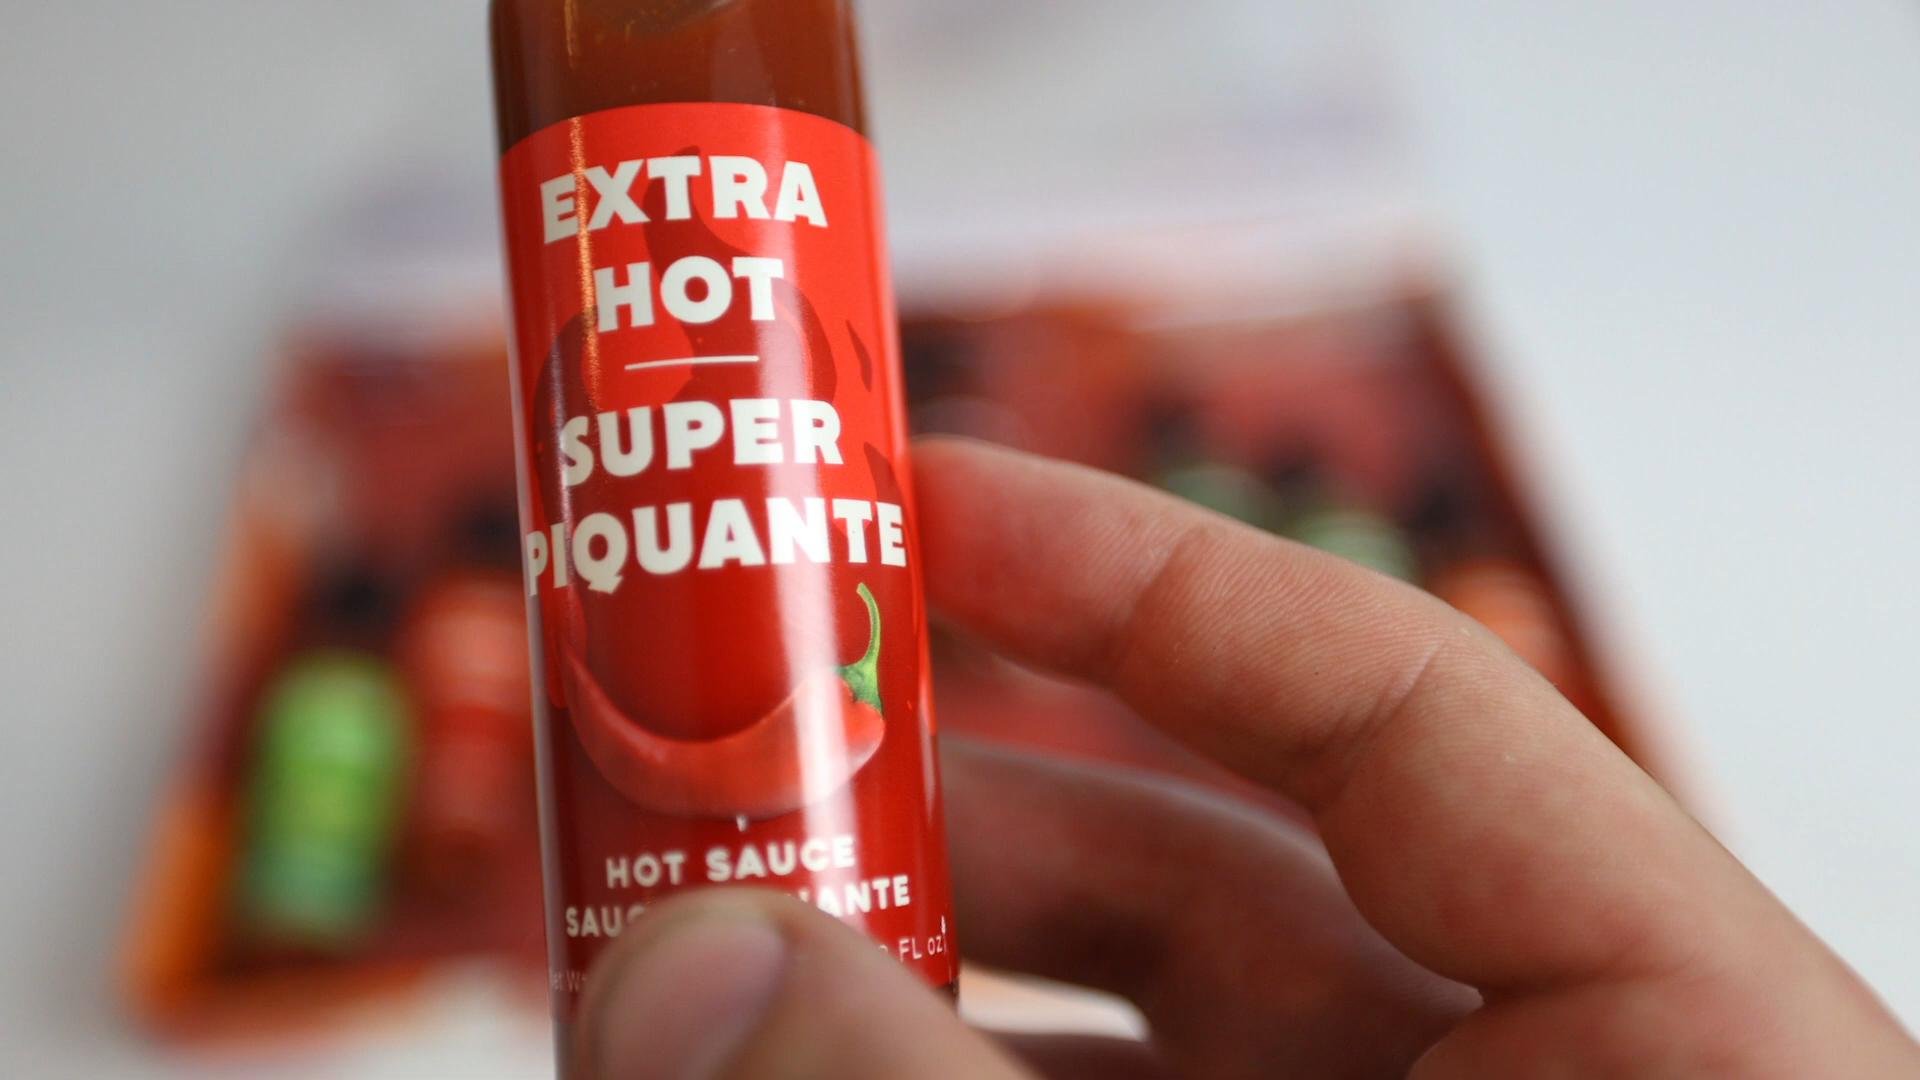 EXTRA
HOT
SUPER
PIQUANTE
HOT SAUCE
FL oz